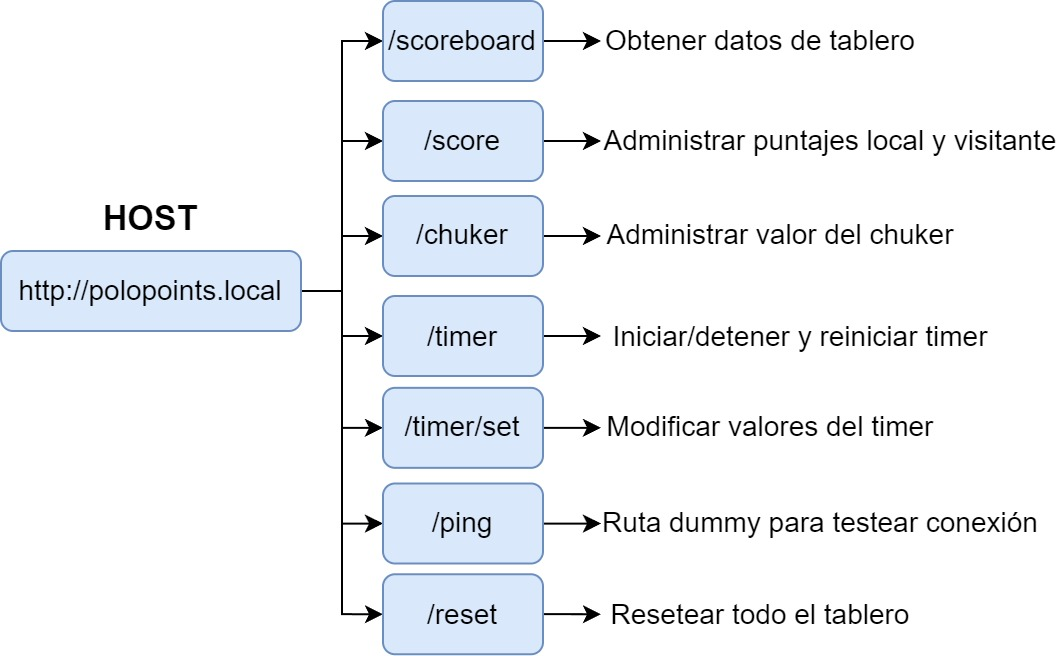 HOST
http://polopoints.local
/scoreboard
Obtener datos de tablero
/score
Administrar puntajes local y visitante
/chuker
Administrar valor del chuker
/timer
Iniciar/detener y reiniciar timer
/timer/set
Modificar valores del timer
/ping
Ruta dummy para testear conexión
/reset
Resetear todo el tablero